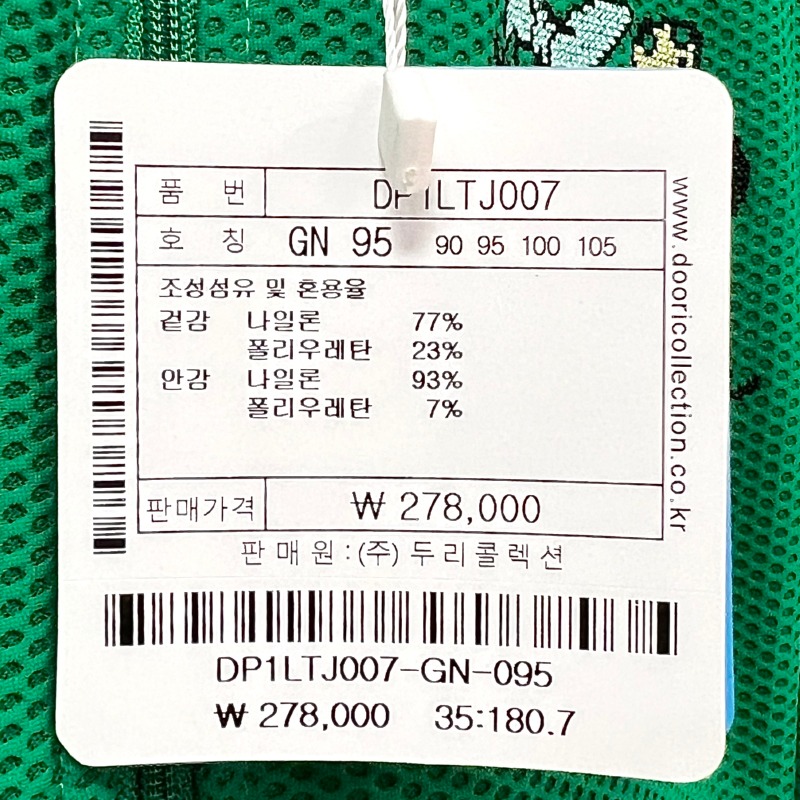 품 번 DP1LTJ007
호 칭 GN 95 90 95 100 105
조성섬유 및 혼용율
겉감 나일론 77%
폴리우레탄 23%
안감 나일론 93%
폴리우레탄 7%
판매가격 ₩ 278,000
판 매 원 : (주) 두 리 콜 렉 션
www.dooricollection.co.kr
DP1LTJ007-GN-095
₩ 278,000 35:180.7